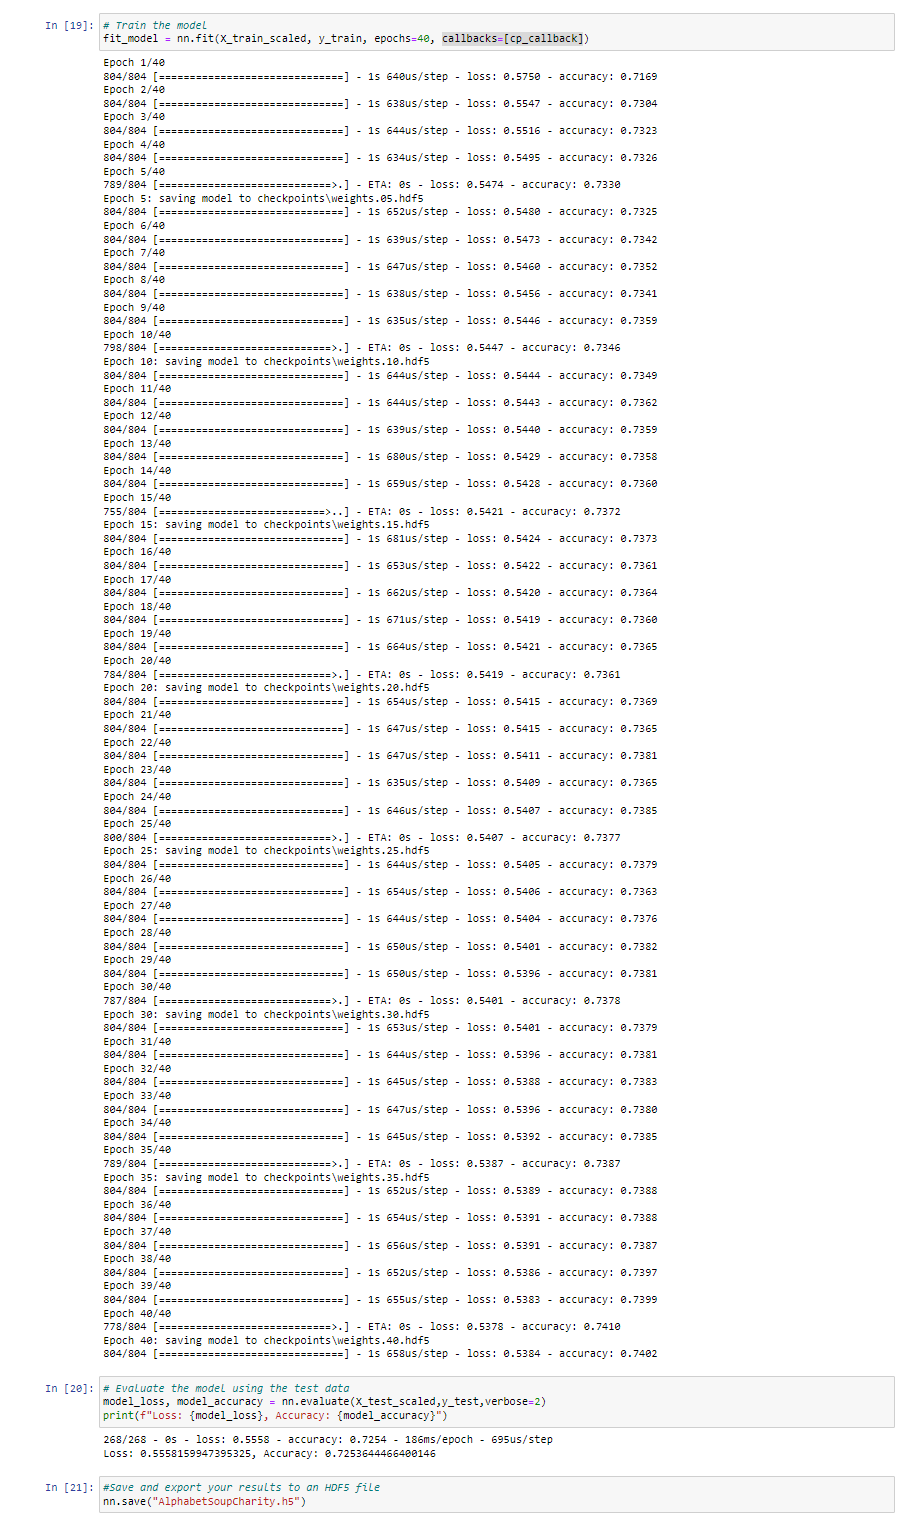 In [19]: # Train the model
fit_model = nn.fit(X_train_scaled, y_train, epochs=40, callbacks=[cp_callback])
Epoch 1/40
804/804 [==============================] - 1s 640us/step - loss: 0.5750 - accuracy: 0.7169
Epoch 2/40
804/804 [==============================] - 1s 638us/step - loss: 0.5547 - accuracy: 0.7304
Epoch 3/40
804/804 [==============================] - 1s 644us/step - loss: 0.5516 - accuracy: 0.7323
Epoch 4/40
804/804 [==============================] - 1s 634us/step - loss: 0.5495 - accuracy: 0.7326
Epoch 5/40
789/804 [============================>.] - ETA: 0s - loss: 0.5474 - accuracy: 0.7330
Epoch 5: saving model to checkpoints\weights.05.hdf5
804/804 [==============================] - 1s 652us/step - loss: 0.5480 - accuracy: 0.7325
Epoch 6/40
804/804 [==============================] - 1s 639us/step - loss: 0.5473 - accuracy: 0.7342
Epoch 7/40
804/804 [==============================] - 1s 647us/step - loss: 0.5460 - accuracy: 0.7352
Epoch 8/40
804/804 [==============================] - 1s 638us/step - loss: 0.5456 - accuracy: 0.7341
Epoch 9/40
804/804 [==============================] - 1s 635us/step - loss: 0.5446 - accuracy: 0.7359
Epoch 10/40
798/804 [============================>.] - ETA: 0s - loss: 0.5447 - accuracy: 0.7346
Epoch 10: saving model to checkpoints\weights.10.hdf5
804/804 [==============================] - 1s 644us/step - loss: 0.5444 - accuracy: 0.7349
Epoch 11/40
804/804 [==============================] - 1s 644us/step - loss: 0.5443 - accuracy: 0.7362
Epoch 12/40
804/804 [==============================] - 1s 639us/step - loss: 0.5440 - accuracy: 0.7359
Epoch 13/40
804/804 [==============================] - 1s 680us/step - loss: 0.5429 - accuracy: 0.7358
Epoch 14/40
804/804 [==============================] - 1s 659us/step - loss: 0.5428 - accuracy: 0.7360
Epoch 15/40
755/804 [===========================>..] - ETA: 0s - loss: 0.5421 - accuracy: 0.7372
Epoch 15: saving model to checkpoints\weights.15.hdf5
804/804 [==============================] - 1s 681us/step - loss: 0.5424 - accuracy: 0.7373
Epoch 16/40
804/804 [==============================] - 1s 653us/step - loss: 0.5422 - accuracy: 0.7361
Epoch 17/40
804/804 [==============================] - 1s 662us/step - loss: 0.5420 - accuracy: 0.7364
Epoch 18/40
804/804 [==============================] - 1s 671us/step - loss: 0.5419 - accuracy: 0.7360
Epoch 19/40
804/804 [==============================] - 1s 664us/step - loss: 0.5421 - accuracy: 0.7365
Epoch 20/40
784/804 [============================>.] - ETA: 0s - loss: 0.5419 - accuracy: 0.7361
Epoch 20: saving model to checkpoints\weights.20.hdf5
804/804 [==============================] - 1s 654us/step - loss: 0.5415 - accuracy: 0.7369
Epoch 21/40
804/804 [==============================] - 1s 647us/step - loss: 0.5415 - accuracy: 0.7365
Epoch 22/40
804/804 [==============================] - 1s 647us/step - loss: 0.5411 - accuracy: 0.7381
Epoch 23/40
804/804 [==============================] - 1s 635us/step - loss: 0.5409 - accuracy: 0.7365
Epoch 24/40
804/804 [==============================] - 1s 646us/step - loss: 0.5407 - accuracy: 0.7385
Epoch 25/40
800/804 [============================>.] - ETA: 0s - loss: 0.5407 - accuracy: 0.7377
Epoch 25: saving model to checkpoints\weights.25.hdf5
804/804 [==============================] - 1s 644us/step - loss: 0.5405 - accuracy: 0.7379
Epoch 26/40
804/804 [==============================] - 1s 654us/step - loss: 0.5406 - accuracy: 0.7363
Epoch 27/40
804/804 [==============================] - 1s 644us/step - loss: 0.5404 - accuracy: 0.7376
Epoch 28/40
804/804 [==============================] - 1s 650us/step - loss: 0.5401 - accuracy: 0.7382
Epoch 29/40
804/804 [==============================] - 1s 650us/step - loss: 0.5396 - accuracy: 0.7381
Epoch 30/40
787/804 [============================>.] - ETA: 0s - loss: 0.5401 - accuracy: 0.7378
Epoch 30: saving model to checkpoints\weights.30.hdf5
804/804 [==============================] - 1s 653us/step - loss: 0.5401 - accuracy: 0.7379
Epoch 31/40
804/804 [==============================] - 1s 644us/step - loss: 0.5396 - accuracy: 0.7381
Epoch 32/40
804/804 [==============================] - 1s 645us/step - loss: 0.5388 - accuracy: 0.7383
Epoch 33/40
804/804 [==============================] - 1s 647us/step - loss: 0.5396 - accuracy: 0.7380
Epoch 34/40
804/804 [==============================] - 1s 645us/step - loss: 0.5392 - accuracy: 0.7385
Epoch 35/40
789/804 [============================>.] - ETA: 0s - loss: 0.5387 - accuracy: 0.7387
Epoch 35: saving model to checkpoints\weights.35.hdf5
804/804 [==============================] - 1s 652us/step - loss: 0.5389 - accuracy: 0.7388
Epoch 36/40
804/804 [==============================] - 1s 654us/step - loss: 0.5391 - accuracy: 0.7388
Epoch 37/40
804/804 [==============================] - 1s 656us/step - loss: 0.5391 - accuracy: 0.7387
Epoch 38/40
804/804 [==============================] - 1s 652us/step - loss: 0.5386 - accuracy: 0.7397
Epoch 39/40
804/804 [==============================] - 1s 655us/step - loss: 0.5383 - accuracy: 0.7399
Epoch 40/40
778/804 [============================>.] - ETA: 0s - loss: 0.5378 - accuracy: 0.7410
Epoch 40: saving model to checkpoints\weights.40.hdf5
804/804 [==============================] - 1s 658us/step - loss: 0.5384 - accuracy: 0.7402
In [20]: # Evaluate the model using the test data
model_loss, model_accuracy = nn.evaluate(X_test_scaled,y_test,verbose=2)
print(f"Loss: {model_loss}, Accuracy: {model_accuracy}")
268/268 - 0s - loss: 0.5558 - accuracy: 0.7254 - 186ms/epoch - 695us/step
Loss: 0.5558159947395325, Accuracy: 0.7253644466400146
In [21]: #Save and export your results to an HDF5 file
nn.save("AlphabetSoupCharity.h5")